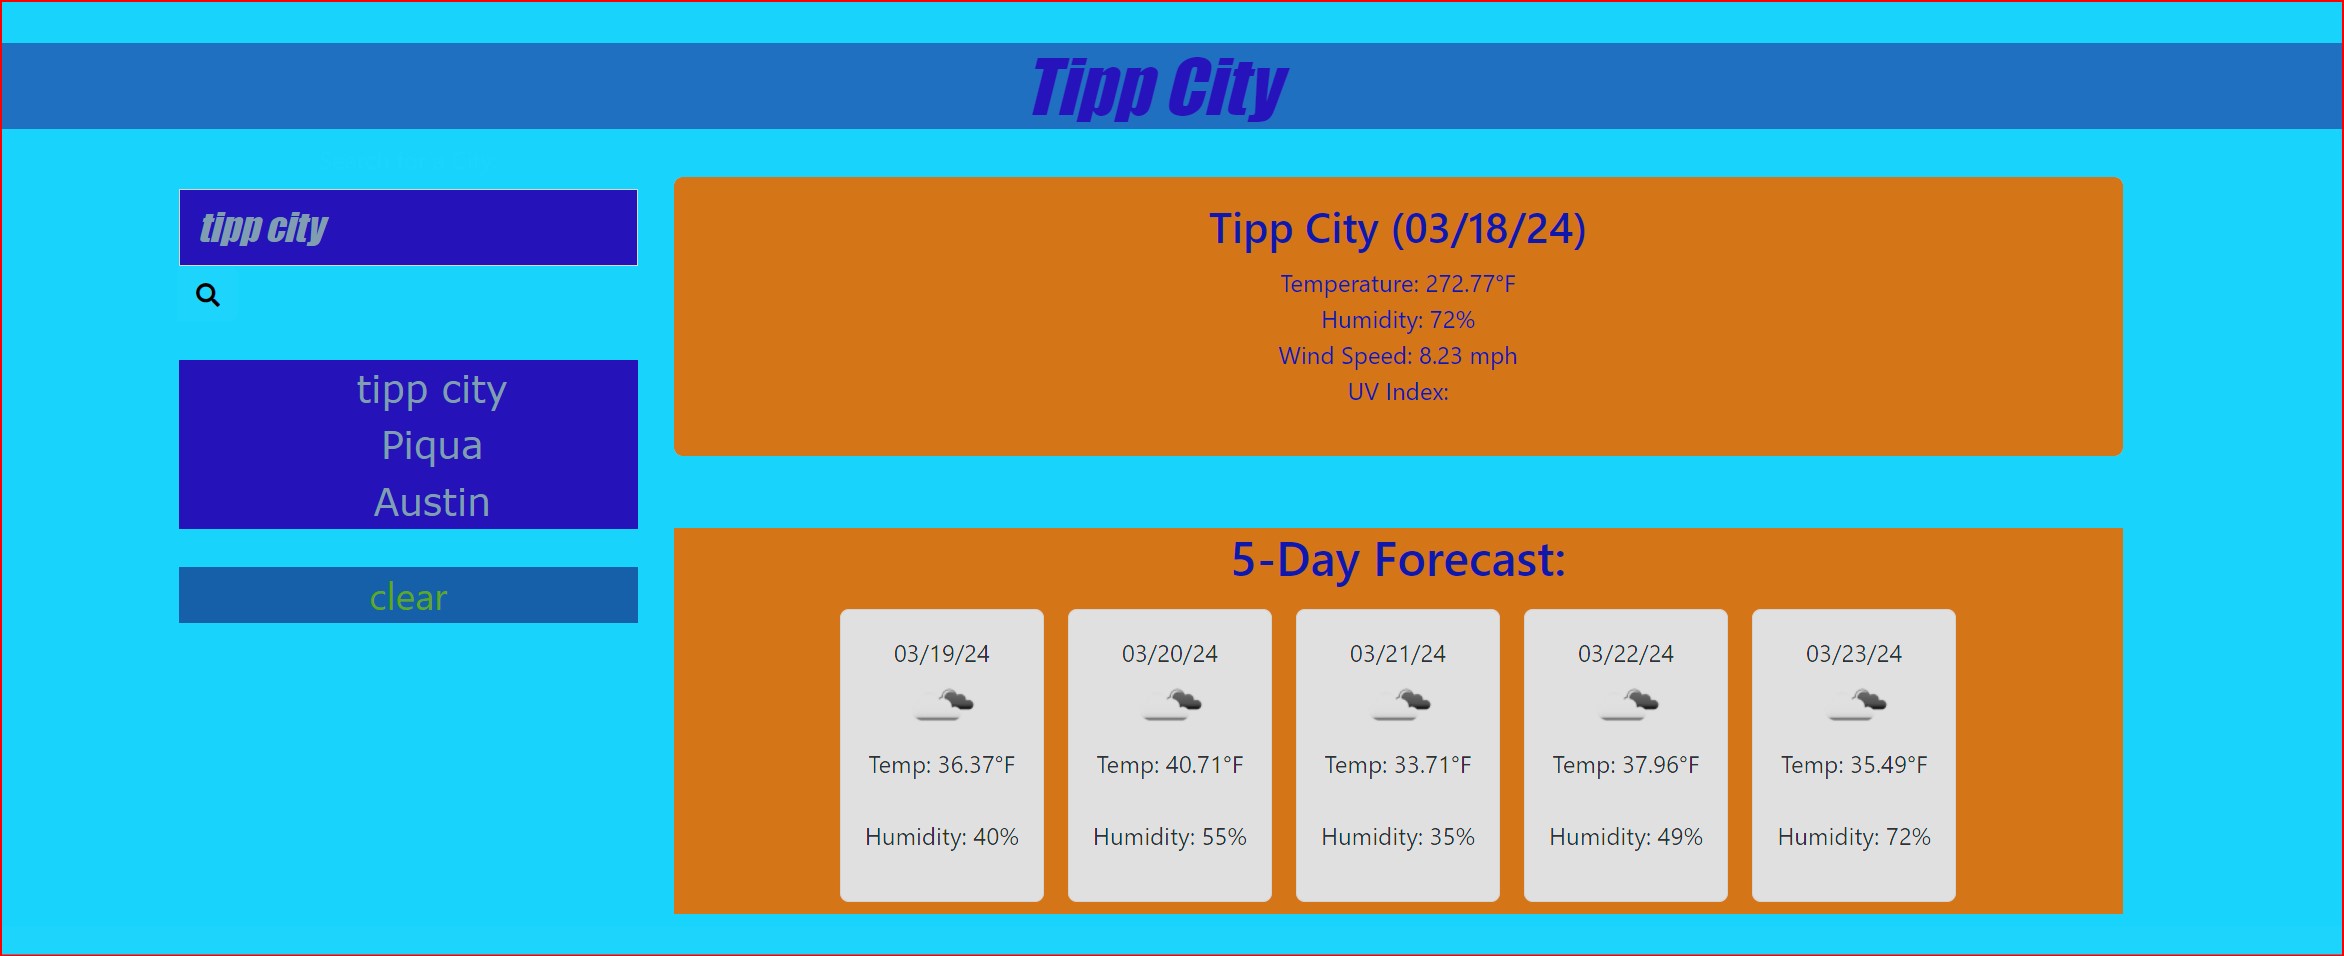 Tipp City
tipp city
tipp city
Piqua
Austin
clear
Tipp City (03/18/24)
Temperature: 272.77°F
Humidity: 72%
Wind Speed: 8.23 mph
UV Index:
5-Day Forecast:
03/19/24
Temp: 36.37°F
Humidity: 40%
03/20/24
Temp: 40.71°F
Humidity: 55%
03/21/24
Temp: 33.71°F
Humidity: 35%
03/22/24
Temp: 37.96°F
Humidity: 49%
03/23/24
Temp: 35.49°F
Humidity: 72%